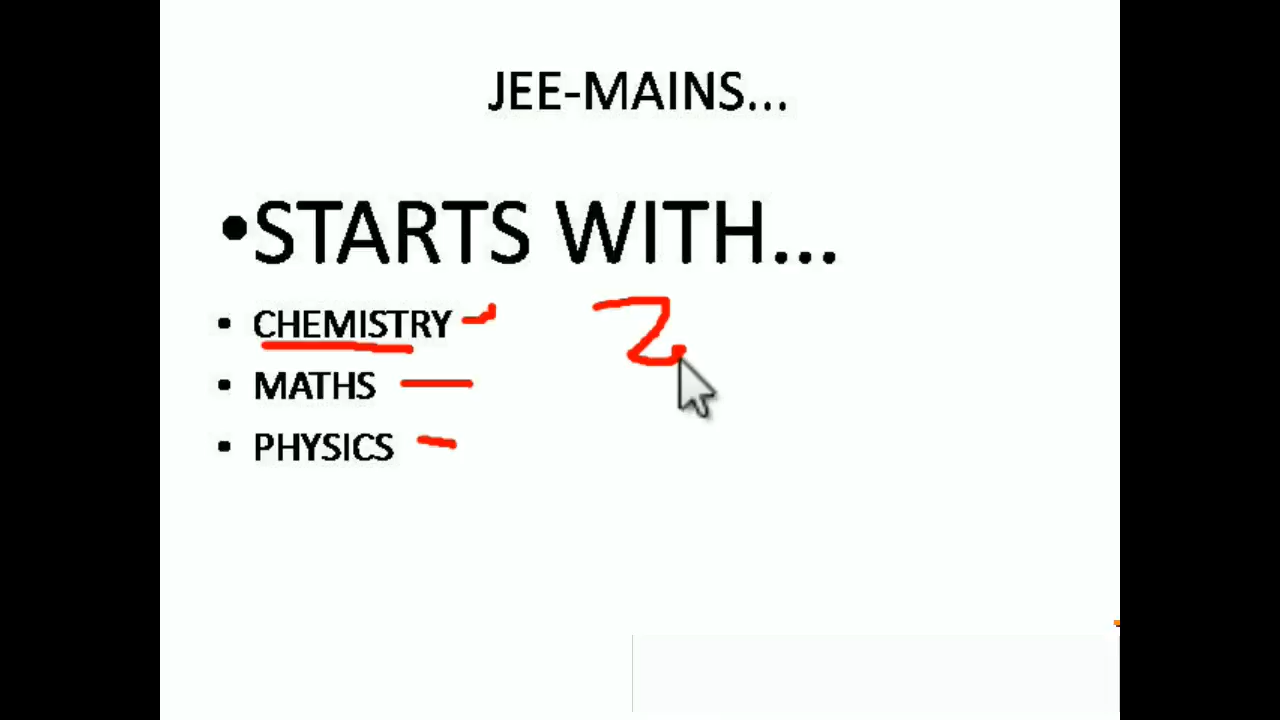 JEE-MAINS...
•STARTS WITH...
• CHEMISTRY
• MATHS
• PHYSICS